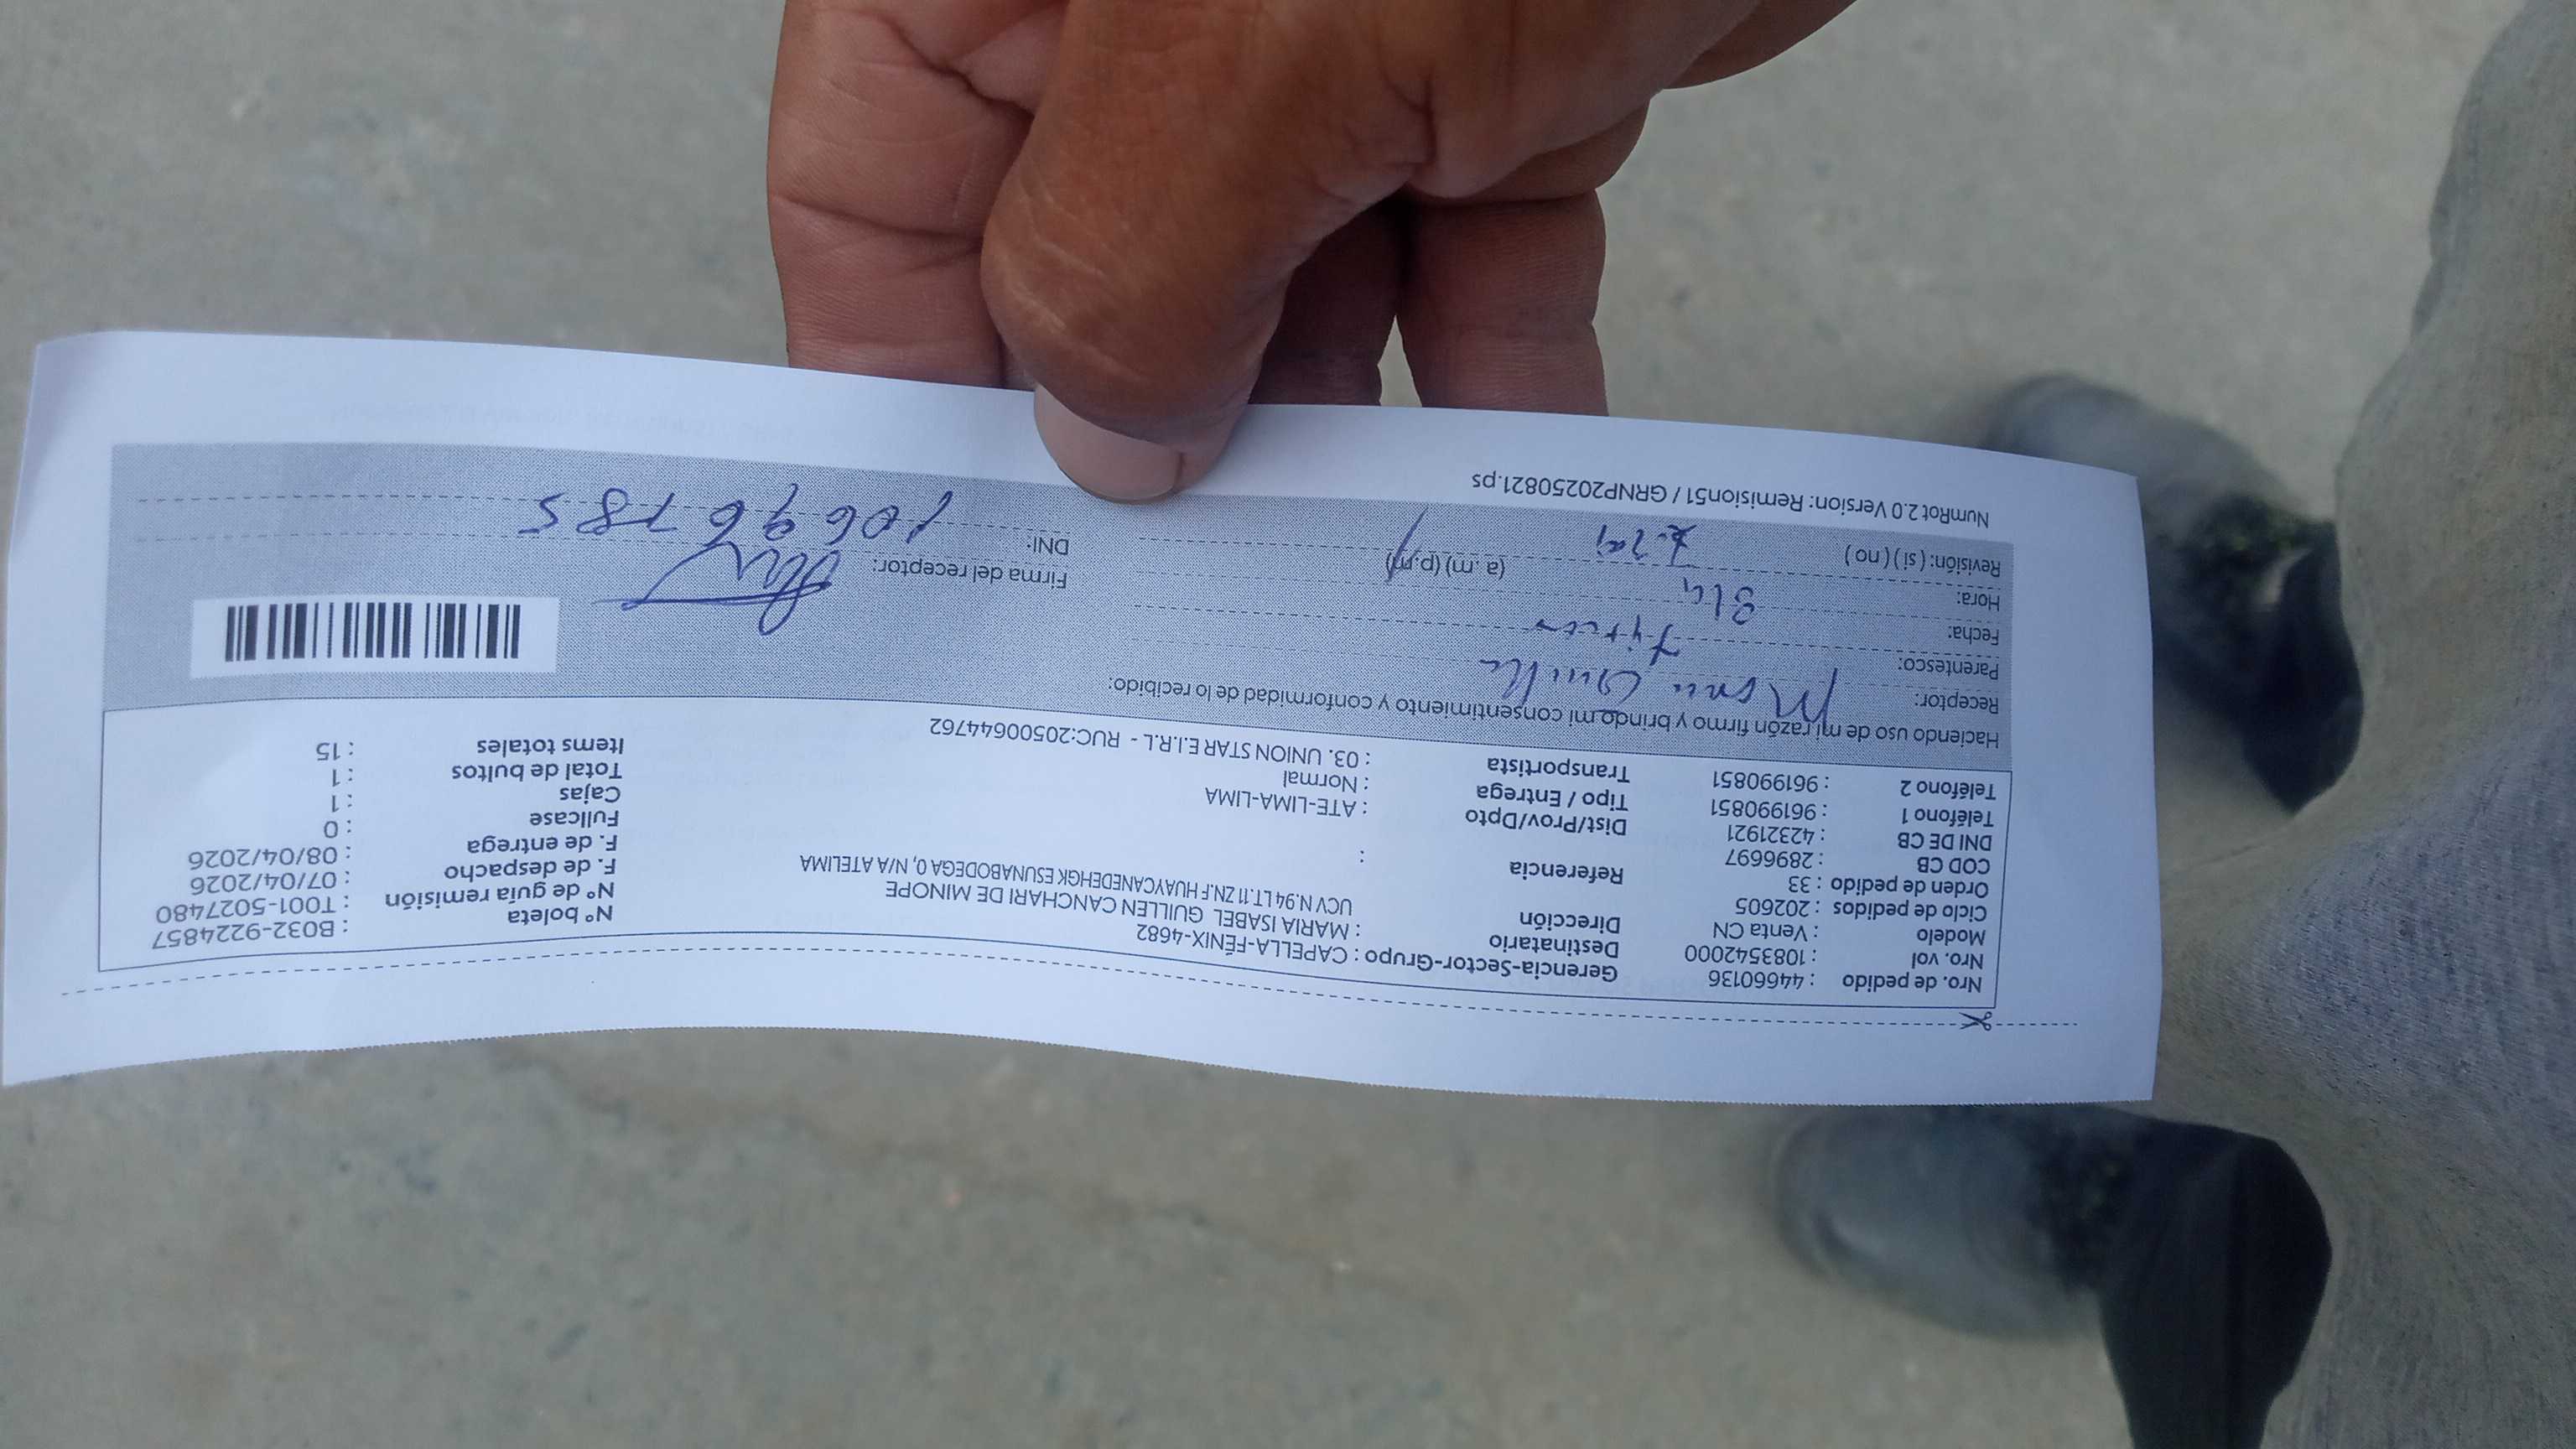 Nro. de pedido : 44660136
Nro. vol : 1083542000
Modelo : Venta CN
Ciclo de pedidos : 202605
Orden de pedido : 33
COD CB : 2896697
DNI DE CB : 42321921
Teléfono 1 : 961990851
Teléfono 2 : 961990851
Gerencia-Sector-Grupo : CAPELLA-FÉNIX-4682
Destinatario : MARIA ISABEL GUILLEN CANCHARI DE MINOPE
Dirección UCV N.94 LT.11 ZN.F HUAYCANEDEHGK ESUNABODEGA 0, N/A ATELIMA
Referencia :
Dist/Prov/Dpto : ATE-LIMA-LIMA
Tipo / Entrega : Normal
Transportista : 03. UNION STAR E.I.R.L - RUC:20500644762
N° boleta : B032-9224857
N° de guía remisión : T001-5027480
F. de despacho : 07/04/2026
F. de entrega : 08/04/2026
Fullcase : 0
Cajas : 1
Total de bultos : 1
Items totales : 15
Haciendo uso de mi razón firmo y brindo mi consentimiento y conformidad de lo recibido:
Receptor:
Parentesco:
Fecha:
Hora: (a. m) (p.m)
Revisión: ( si ) ( no )
Firma del receptor:
DNI: 10696785
NumRot 2.0 Version: Remision51 / GRNP20250821.ps